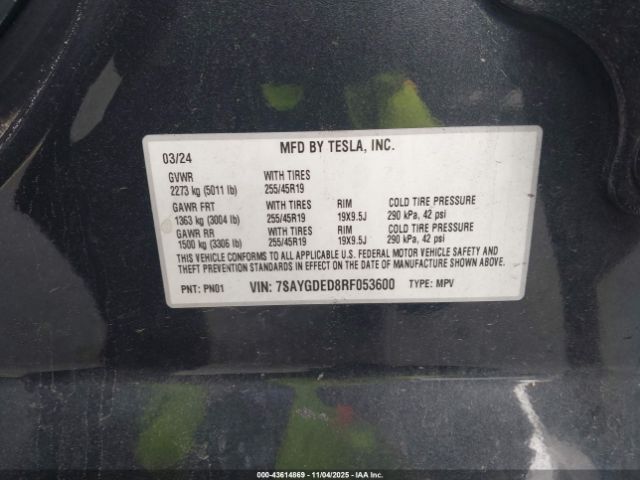 MFD BY TESLA, INC.
03/24
GVWR WITH TIRES
2273 kg (5011 lb) 255/45R19
GAWR FRT WITH TIRES RIM COLD TIRE PRESSURE
1363 kg (3004 lb) 255/45R19 19X9.5J 290 kPa, 42 psi
GAWR RR WITH TIRES RIM COLD TIRE PRESSURE
1500 kg (3306 lb) 255/45R19 19X9.5J 290 kPa, 42 psi
THIS VEHICLE CONFORMS TO ALL APPLICABLE U.S. FEDERAL MOTOR VEHICLE SAFETY AND
THEFT PREVENTION STANDARDS IN EFFECT ON THE DATE OF MANUFACTURE SHOWN ABOVE.
PNT: PN01 VIN: 7SAYGDED8RF053600 TYPE: MPV
000-43614869 - 11/04/2025 - IAACOM